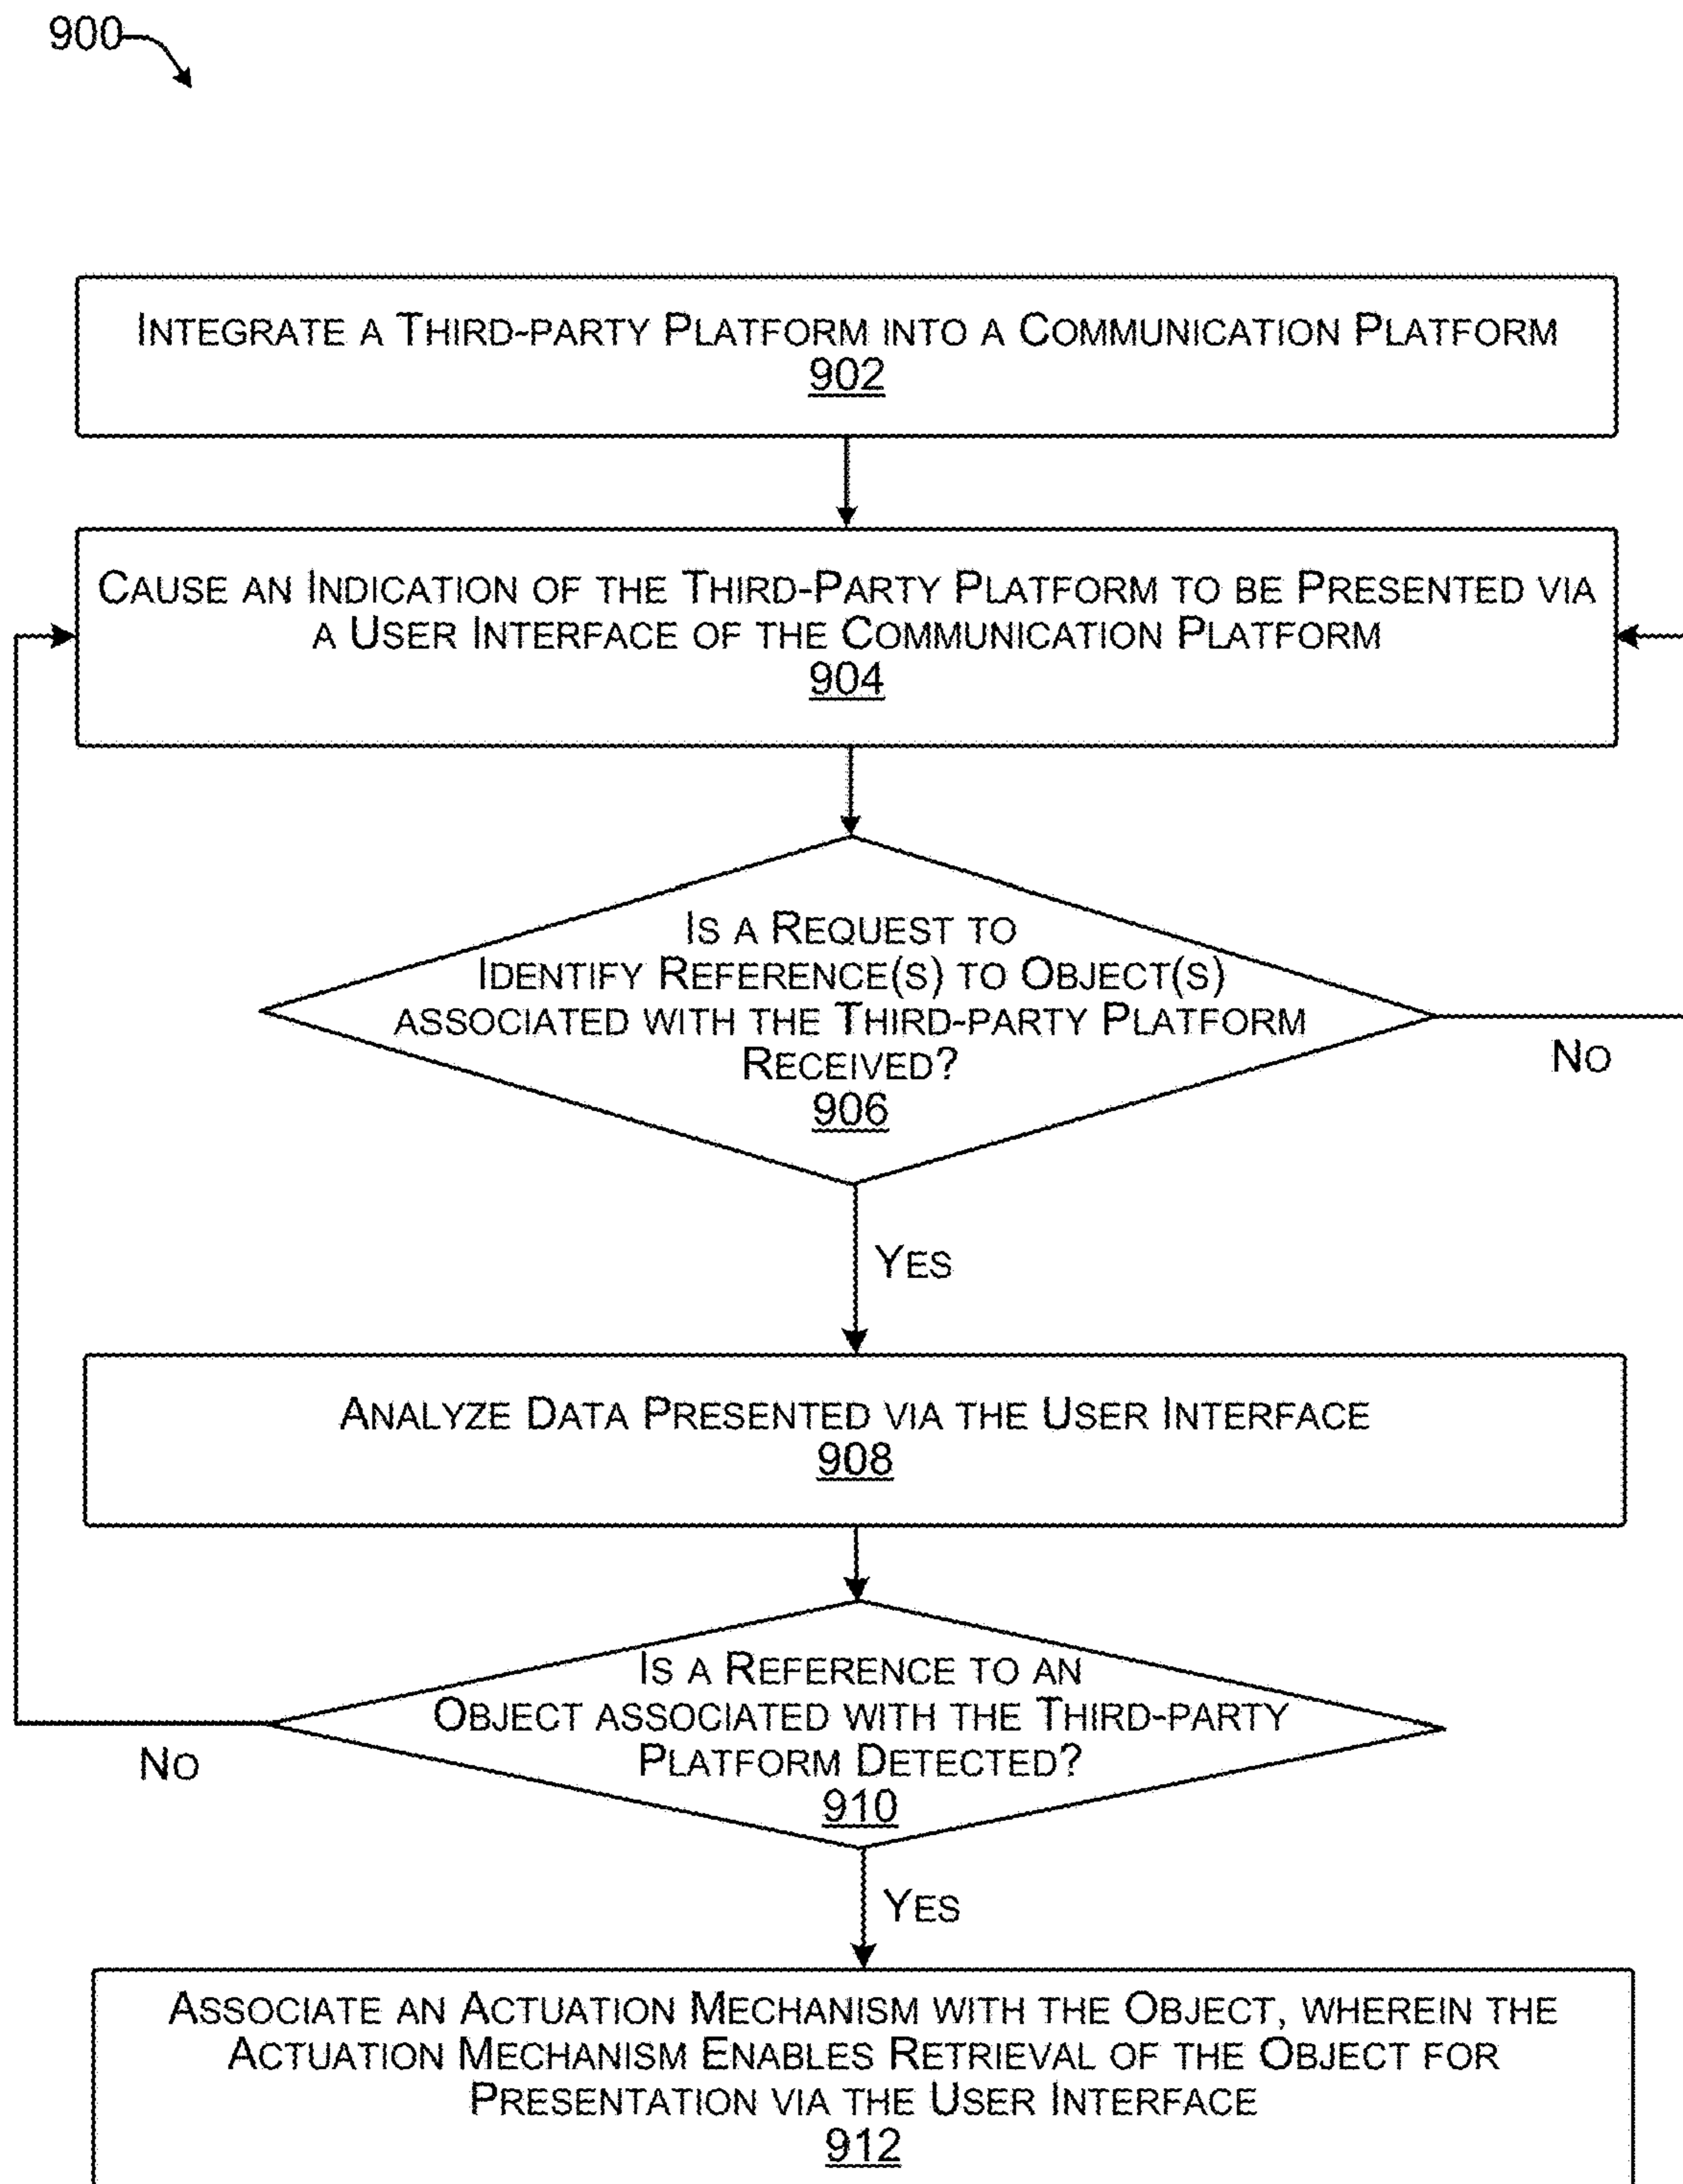 900
INTEGRATE A THIRD-PARTY PLATFORM INTO A COMMUNICATION PLATFORM
902
CAUSE AN INDICATION OF THE THIRD-PARTY PLATFORM TO BE PRESENTED VIA
A USER INTERFACE OF THE COMMUNICATION PLATFORM
904
IS A REQUEST TO
IDENTIFY REFERENCE(S) TO OBJECT(S)
ASSOCIATED WITH THE THIRD-PARTY PLATFORM
RECEIVED?
906
NO
YES
ANALYZE DATA PRESENTED VIA THE USER INTERFACE
908
IS A REFERENCE TO AN
OBJECT ASSOCIATED WITH THE THIRD-PARTY
PLATFORM DETECTED?
910
NO
YES
ASSOCIATE AN ACTUATION MECHANISM WITH THE OBJECT, WHEREIN THE
ACTUATION MECHANISM ENABLES RETRIEVAL OF THE OBJECT FOR
PRESENTATION VIA THE USER INTERFACE
912